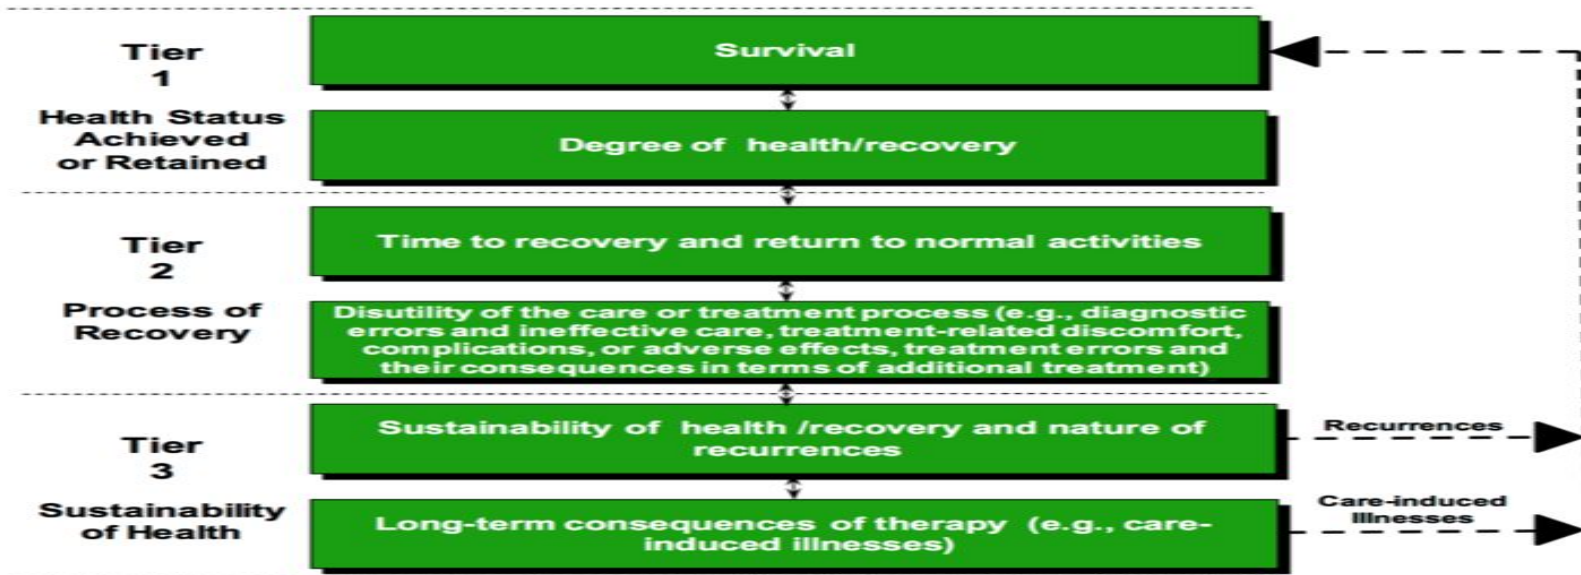 Tier
1
Health Status
Achieved
or Retained
Survival
Degree of health/recovery
Tier
2
Process of
Recovery
Time to recovery and return to normal activities
Disutility of the care or treatment process (e.g., diagnostic
errors and ineffective care, treatment-related discomfort,
complications, or adverse effects, treatment errors and
their consequences in terms of additional treatment)
Tier
3
Sustainability
of Health
Sustainability of health /recovery and nature of
recurrences
Recurrences
Long-term consequences of therapy (e.g., care-
induced illnesses)
Care-induced
Illnesses